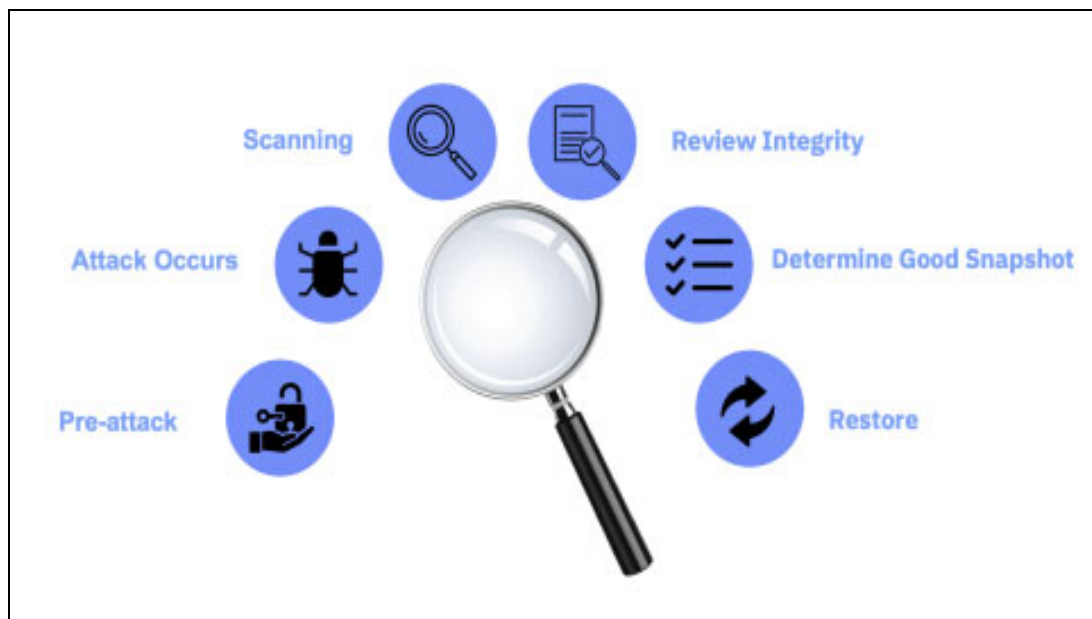 Scanning
Review Integrity
Attack Occurs
Determine Good Snapshot
Pre-attack
Restore